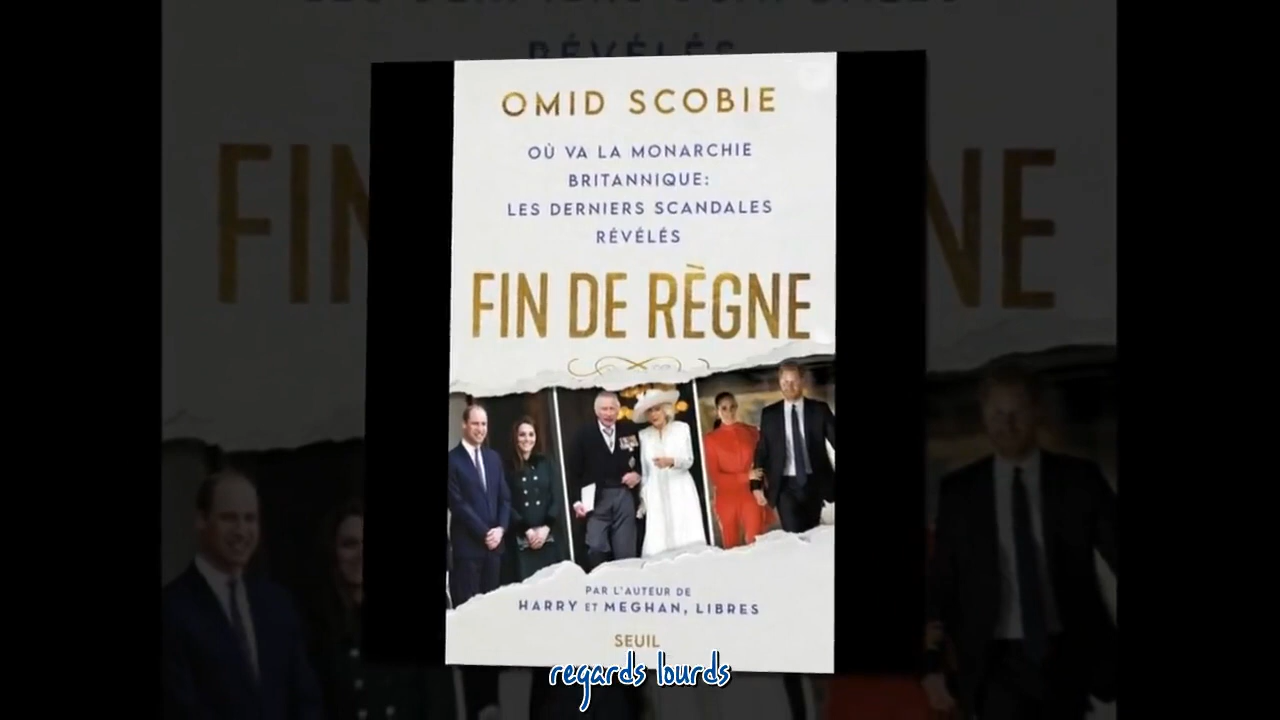 RÉVÉLÉS
OMID SCOBIE
OÙ VA LA MONARCHIE
BRITANNIQUE:
LES DERNIERS SCANDALES
RÉVÉLÉS
FIN DE RÈGNE
PAR L'AUTEUR DE
HARRY ET MEGHAN, LIBRES
SEUIL
regards lourds